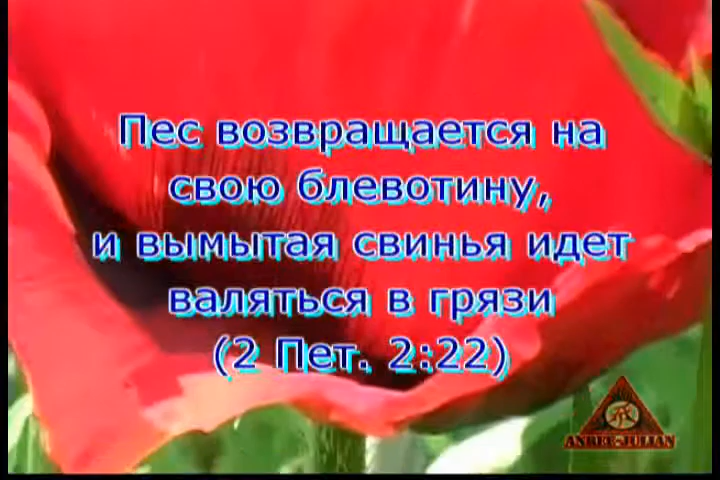 Пес возвращается на
свою блевотину,
и вымытая свинья идет
валяться в грязи
(2 Пет. 2:22)